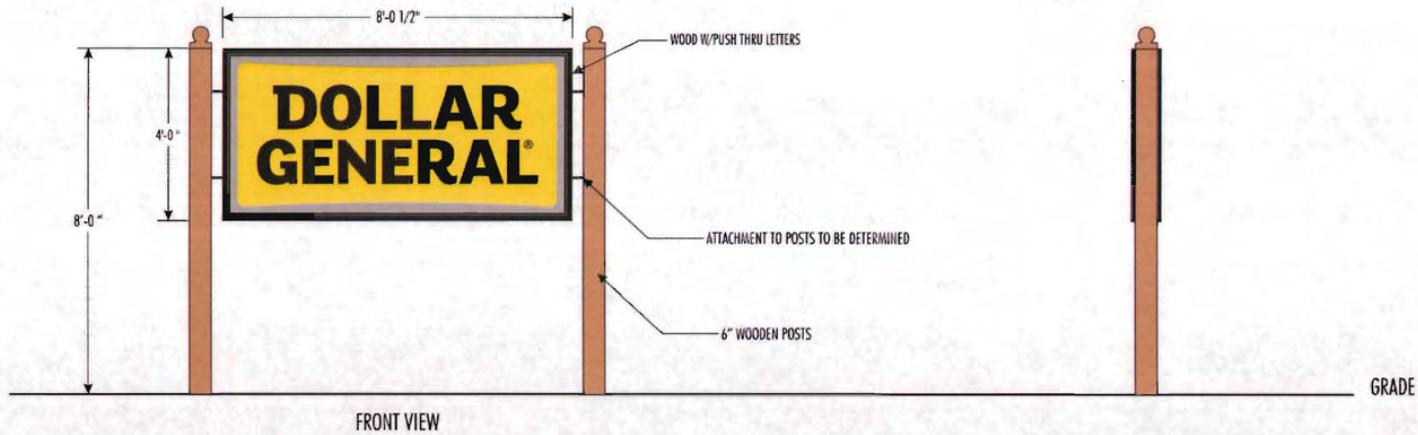 8'-0 1/2"
WOOD W/PUSH THRU LETTERS
DOLLAR
GENERAL®
4'-0"
8'-0"
ATTACHMENT TO POSTS TO BE DETERMINED
6" WOODEN POSTS
GRADE
FRONT VIEW